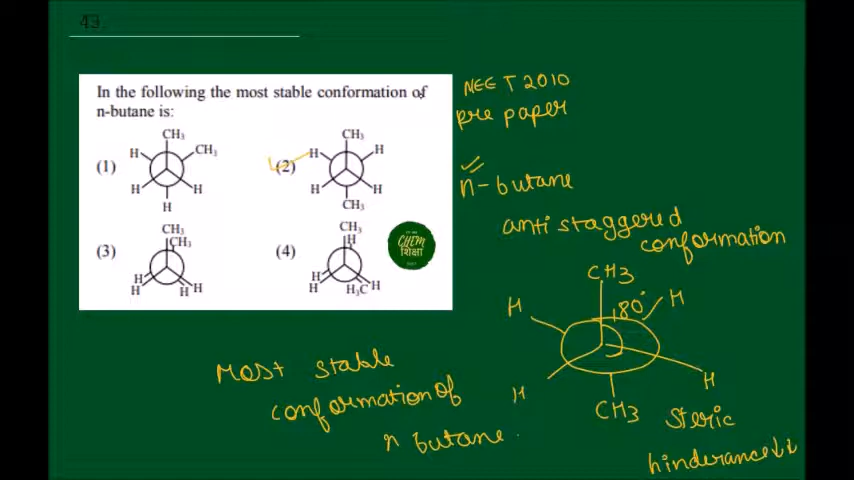 43
In the following the most stable conformation of
n-butane is:
(1)
CH₃
H
CH₃
H
H
H
(2)
CH₃
H
H
H
H
CH₃
(3)
CH₃
CH₃
H
H
H
H
(4)
CH₃
H
H
H
H₃C
H
CHEM
शिक्षा
NEET 2010
pre paper
n-butane
anti staggered
conformation
CH₃
H
180°
H
H
H
CH₃
Most stable
conformation of
n butane.
Steric
hinderance↓↓